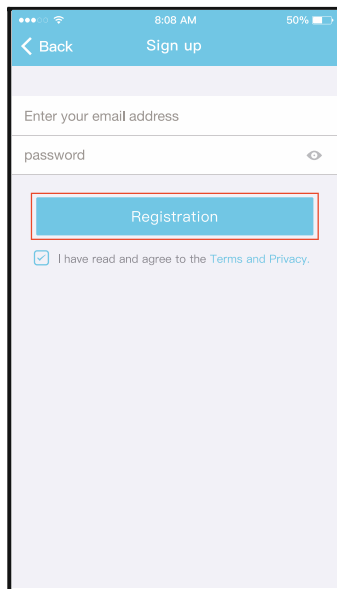 8:08 AM 50%
Back Sign up
Enter your email address
password
Registration
I have read and agree to the Terms and Privacy.